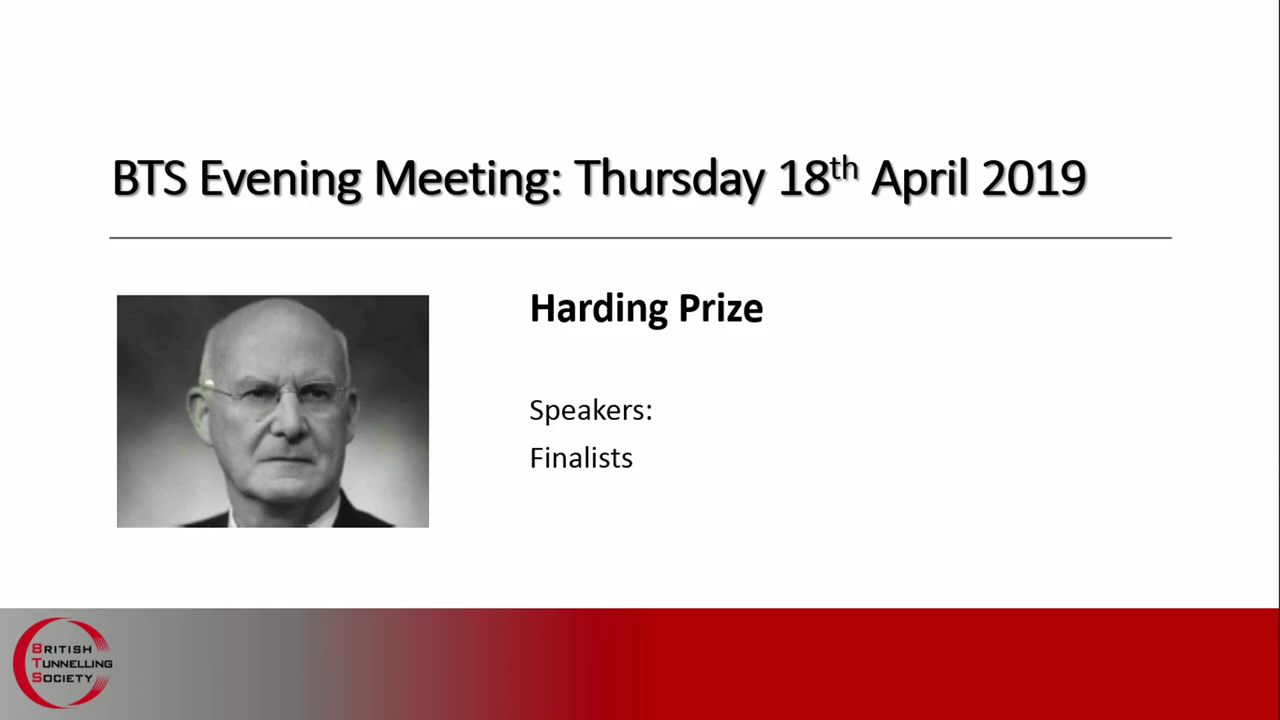 BTS Evening Meeting: Thursday 18th April 2019
Harding Prize
Speakers:
Finalists
BRITISH
TUNNELLING
SOCIETY